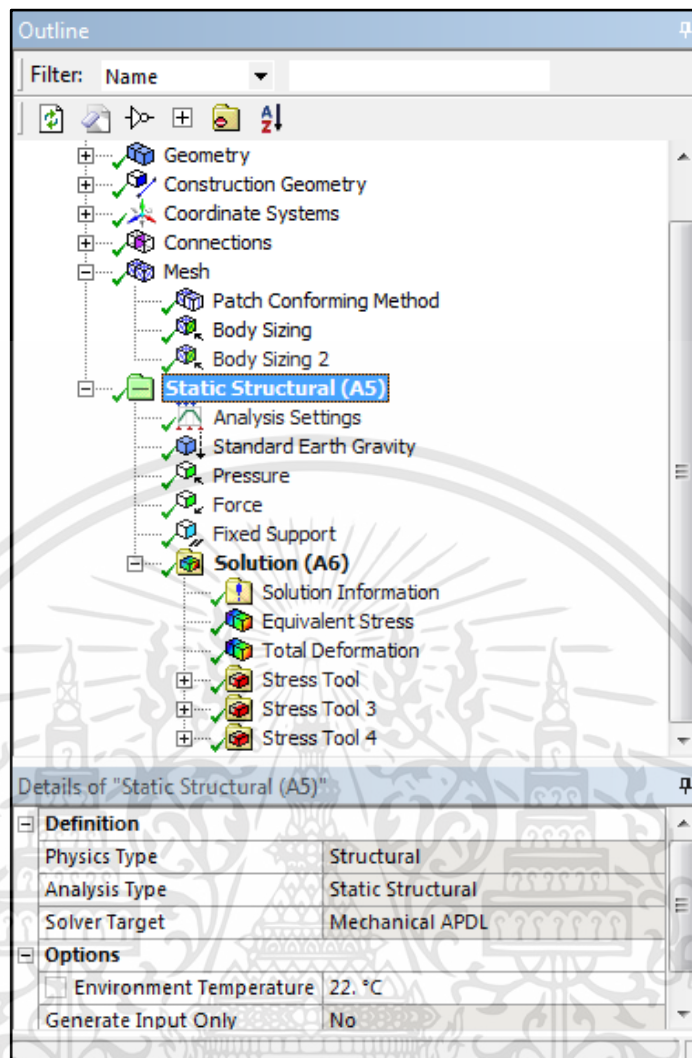 Outline
Filter: Name
Geometry
Construction Geometry
Coordinate Systems
Connections
Mesh
Patch Conforming Method
Body Sizing
Body Sizing 2
Static Structural (A5)
Analysis Settings
Standard Earth Gravity
Pressure
Force
Fixed Support
Solution (A6)
Solution Information
Equivalent Stress
Total Deformation
Stress Tool
Stress Tool 3
Stress Tool 4
Details of "Static Structural (A5)"
Definition
Physics Type Structural
Analysis Type Static Structural
Solver Target Mechanical APDL
Options
Environment Temperature 22. °C
Generate Input Only No